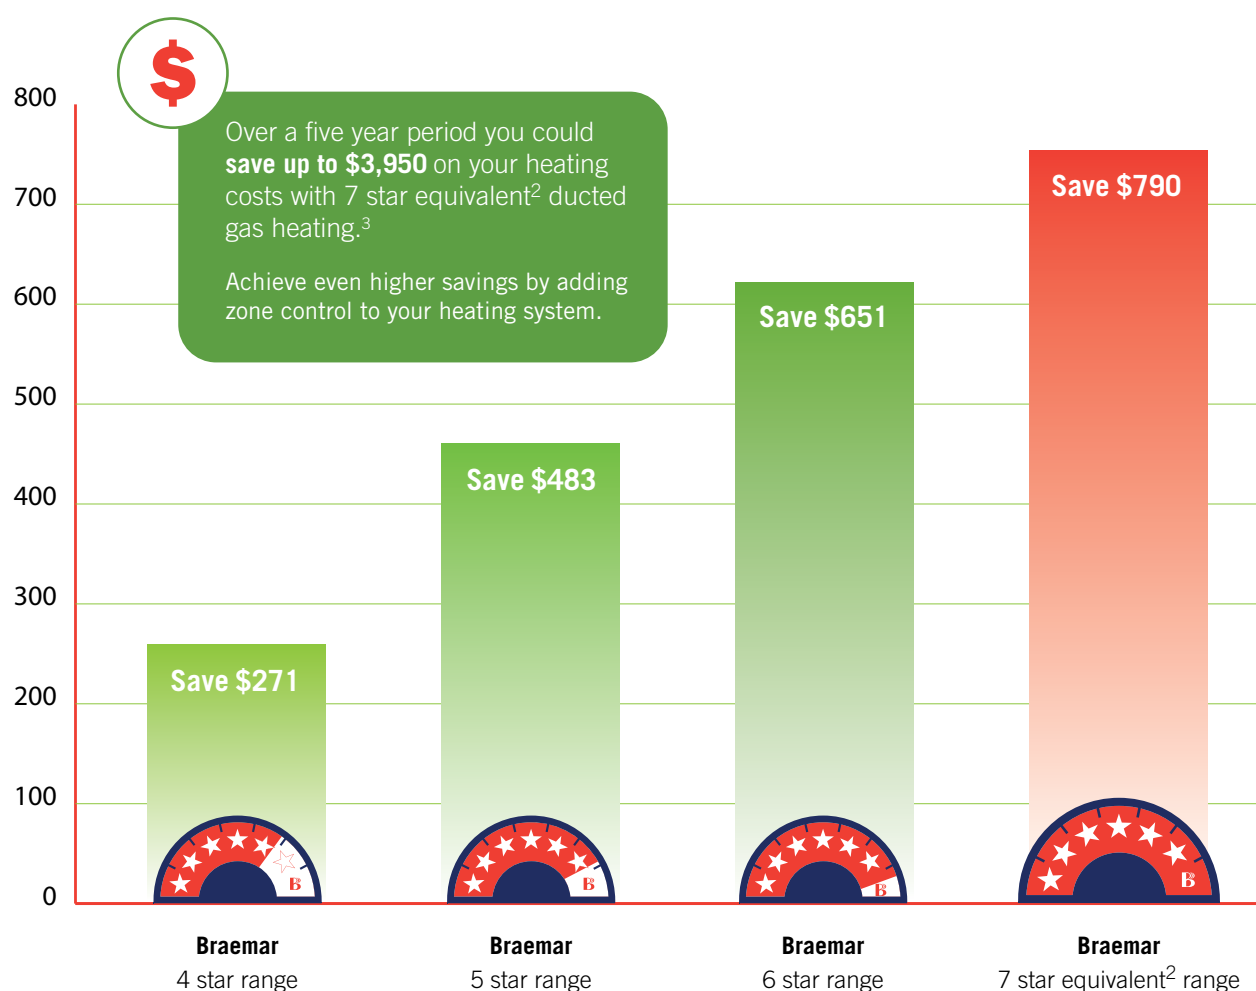 $
Over a five year period you could
save up to $3,950 on your heating
costs with 7 star equivalent² ducted
gas heating.³
Achieve even higher savings by adding
zone control to your heating system.
800
700
600
500
400
300
200
100
0
Save $271
Save $483
Save $651
Save $790
B
B
B
B
Braemar
4 star range
Braemar
5 star range
Braemar
6 star range
Braemar
7 star equivalent² range